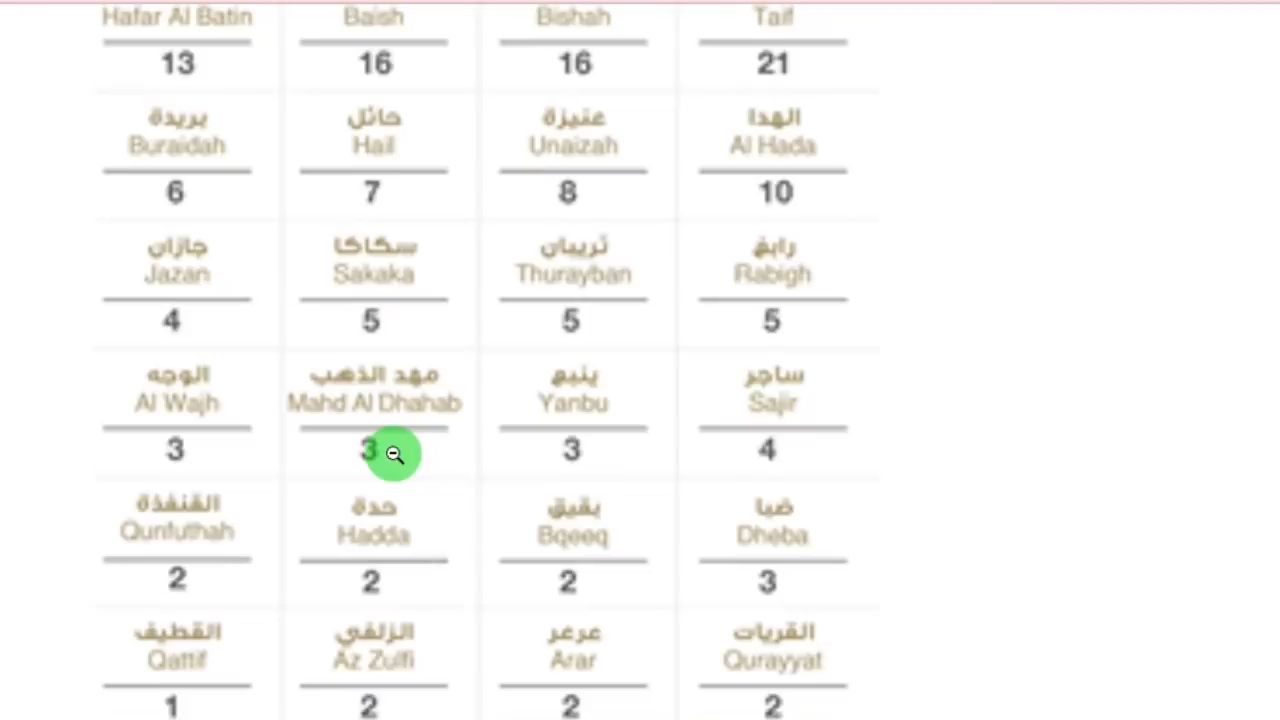 Hafar Al Batin Baish Bishah Taif
13 16 16 21
بريدة حائل عنيزة الهدا
Buraidah Hail Unaizah Al Hada
6 7 8 10
جازان سكاكا ثريبان رابغ
Jazan Sakaka Thurayban Rabigh
4 5 5 5
الوجه مهد الذهب ينبع ساجر
Al Wajh Mahd Al Dhahab Yanbu Sajir
3 3 3 4
القنفذة حدة بقيق ضبا
Qunfuthah Hadda Bqeeq Dheba
2 2 2 3
القطيف الزلفي عرعر القريات
Qattif Az Zulfi Arar Qurayyat
1 2 2 2